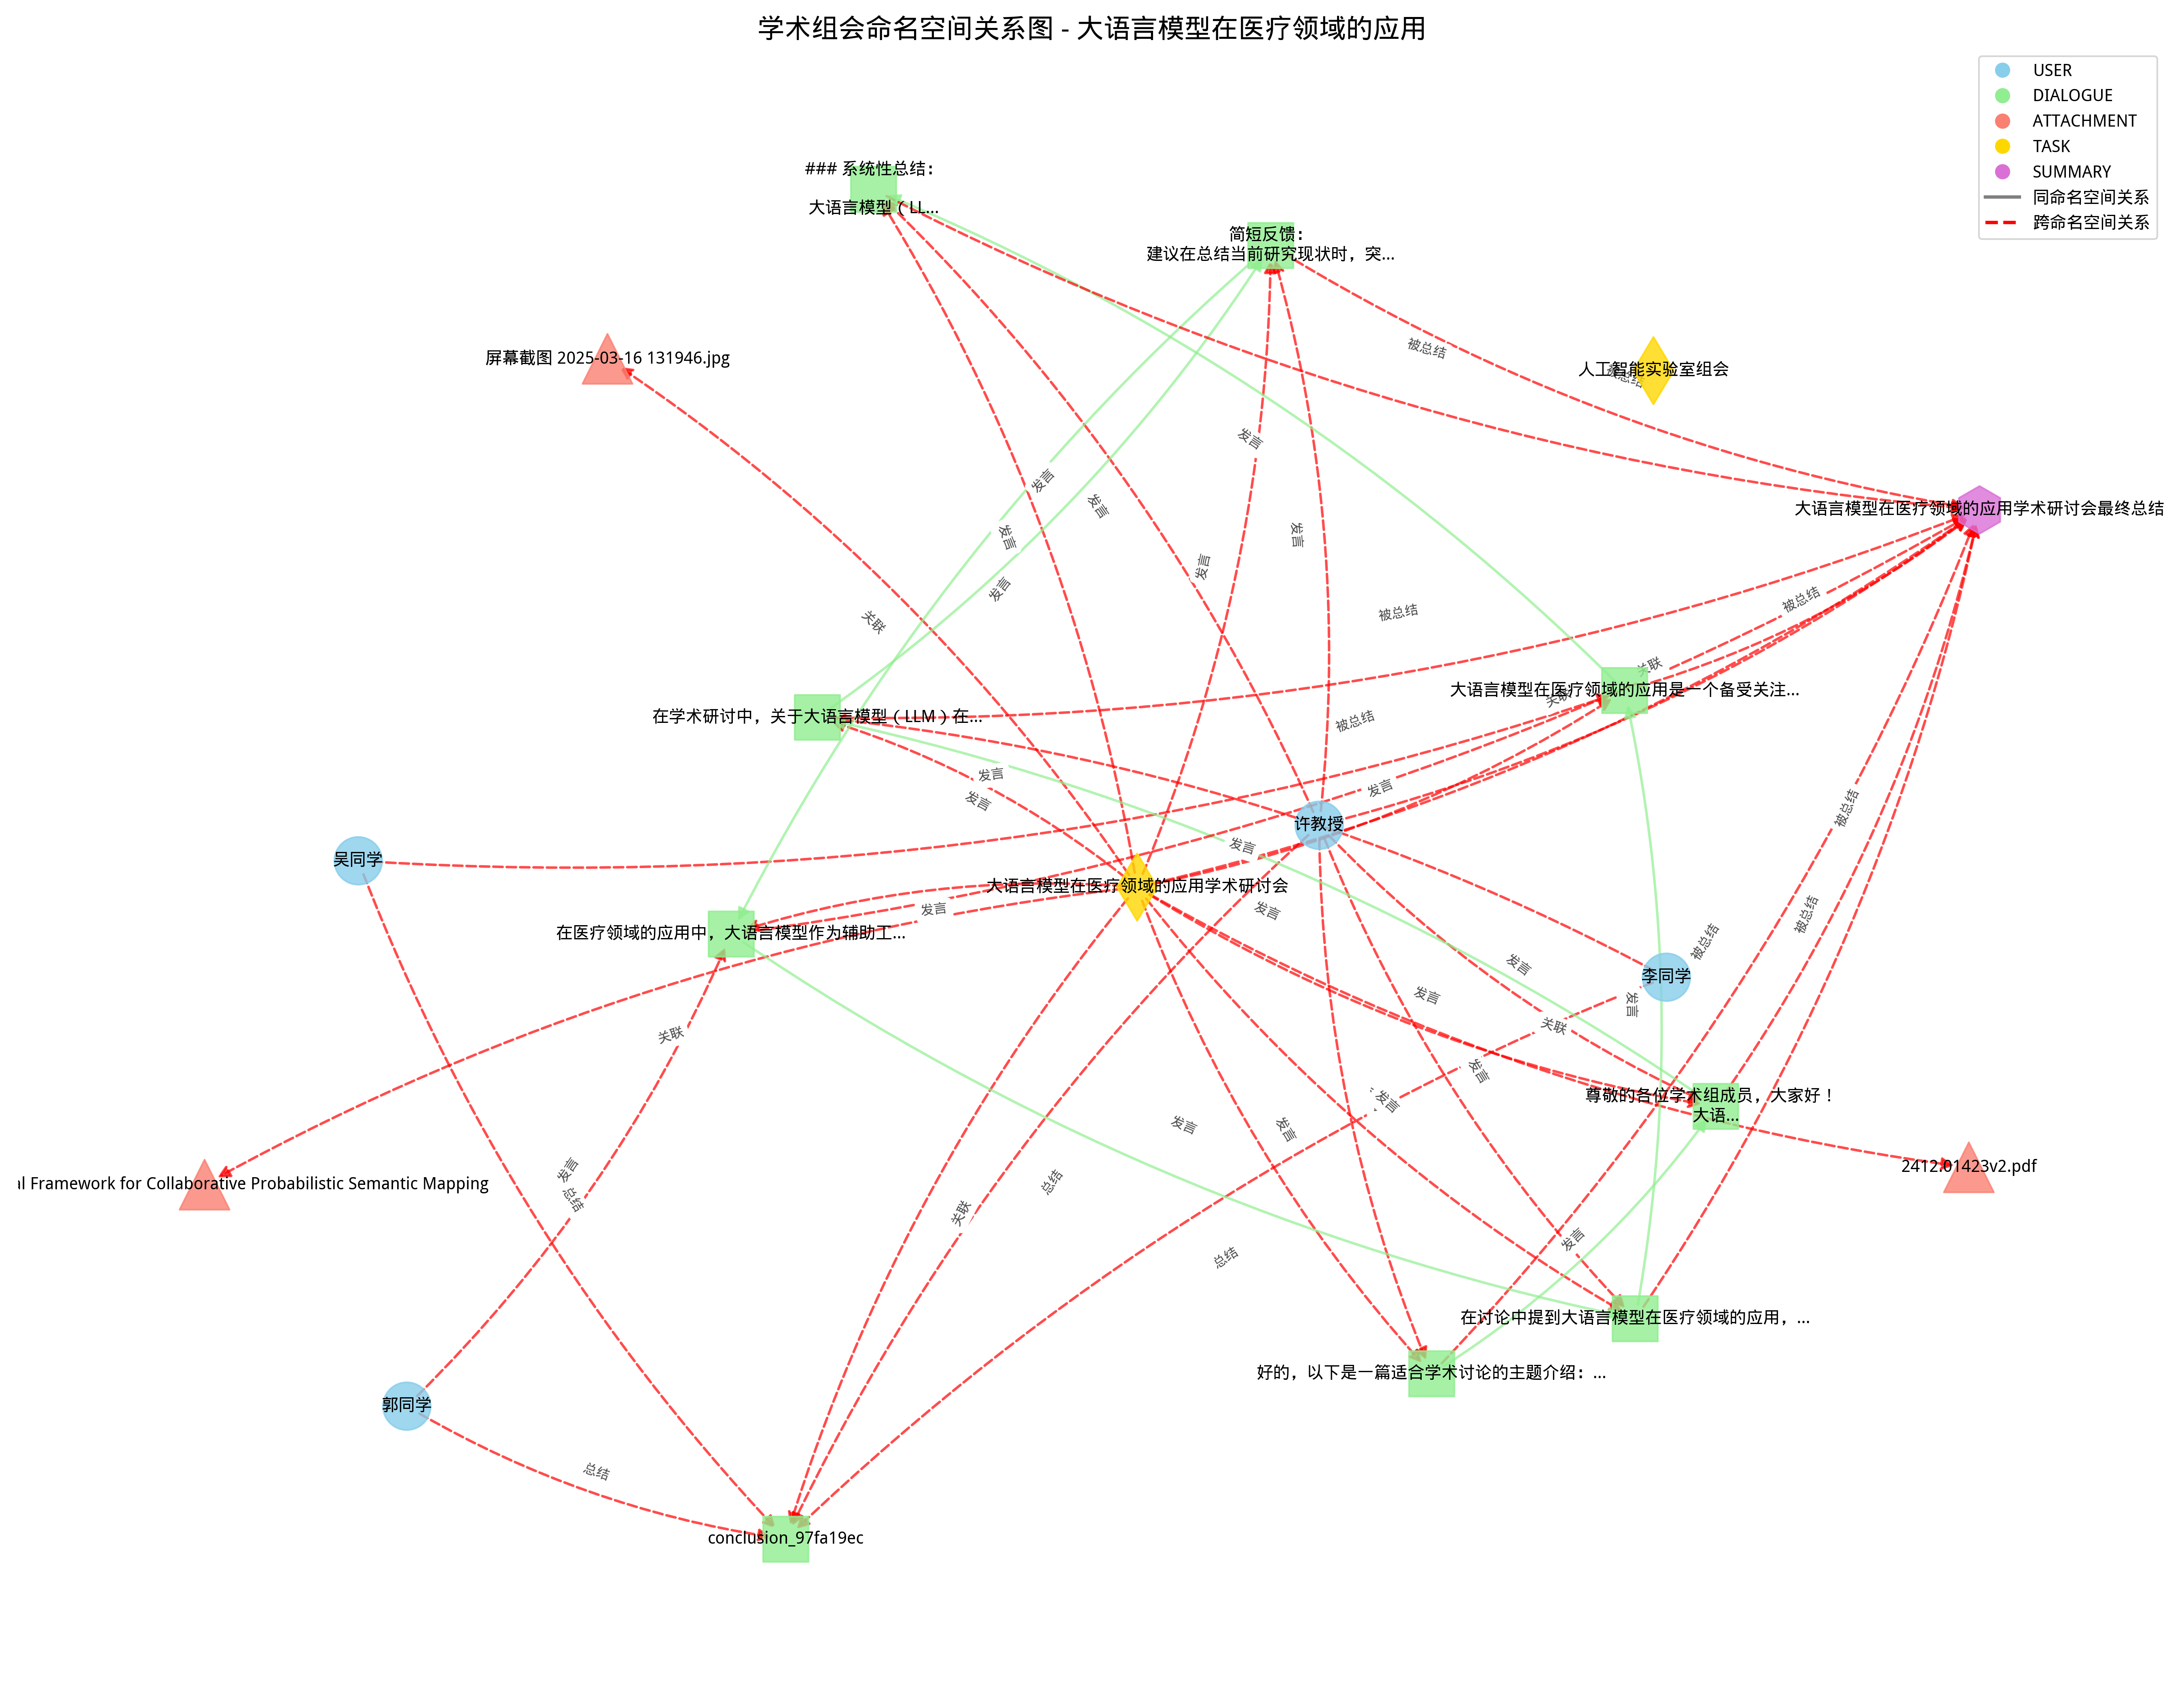 学术组会命名空间关系图 - 大语言模型在医疗领域的应用
USER
DIALOGUE
ATTACHMENT
TASK
SUMMARY
同命名空间关系
跨命名空间关系
### 系统性总结：
大语言模型（LL...
简短反馈：
建议在总结当前研究现状时，突...
被总结
屏幕截图 2025-03-16 131946.jpg
人工智能实验室组会
发言
发言
发言
大语言模型在医疗领域的应用学术研讨会最终总结
发言
发言
发言
发言
被总结
被总结
关联
关联
大语言模型在医疗领域的应用是一个备受关注...
在学术研讨中，关于大语言模型（LLM）在...
被总结
发言
发言
发言
被总结
许教授
发言
吴同学
大语言模型在医疗领域的应用学术研讨会
发言
发言
被总结
在医疗领域的应用中，大语言模型作为辅助工...
被总结
发言
李同学
发言
发言
关联
关联
发言
尊敬的各位学术组成员，大家好！
大语...
发言
发言
发言
2412.01423v2.pdf
发言
总结
al Framework for Collaborative Probabilistic Semantic Mapping
总结
关联
发言
总结
在讨论中提到大语言模型在医疗领域的应用，...
好的，以下是一篇适合学术讨论的主题介绍：...
郭同学
总结
conclusion_97fa19ec